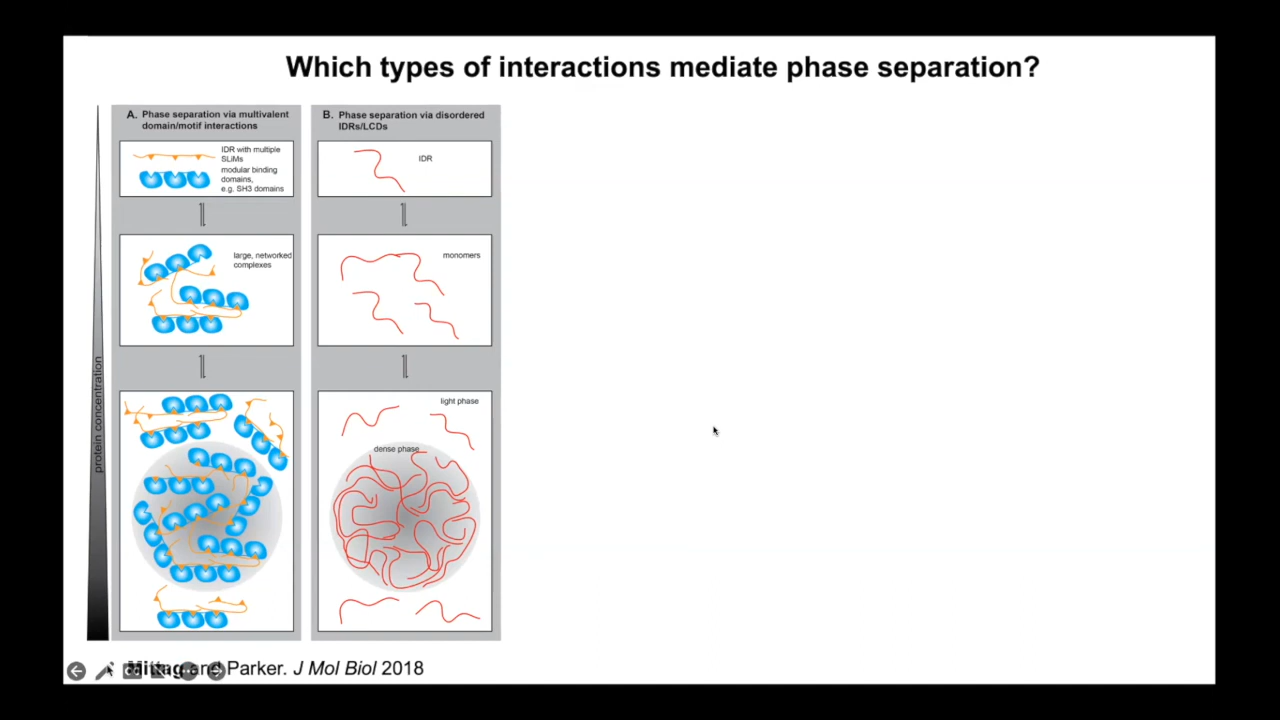 Which types of interactions mediate phase separation?
A. Phase separation via multivalent
domain/motif interactions
IDR with multiple
SLiMs
modular binding
domains,
e.g. SH3 domains
large, networked
complexes
B. Phase separation via disordered
IDRs/LCDs
IDR
monomers
light phase
dense phase
protein concentration
Mittag and Parker. J Mol Biol 2018